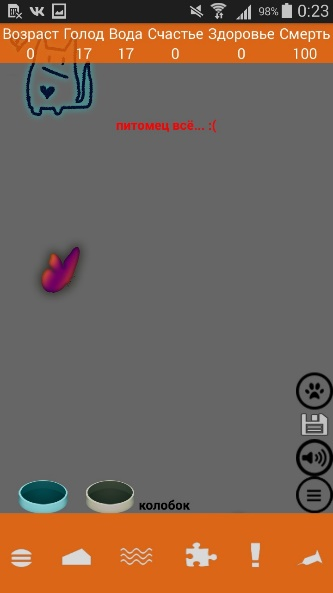 98% 0:23
Возраст Голод Вода Счастье Здоровье Смерть
0 17 17 0 0 100
питомец всё... :(
колобок